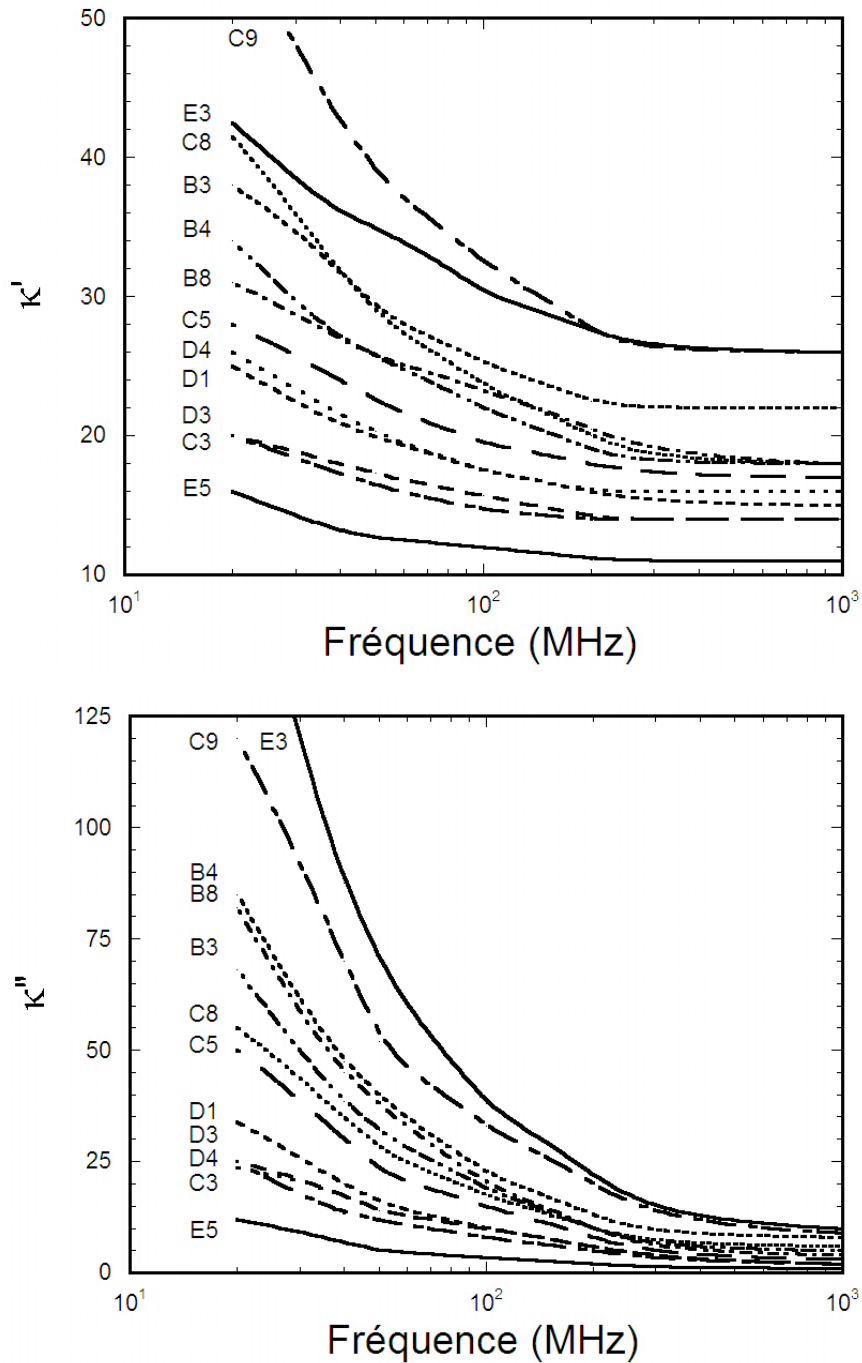 50
C9
E3
40
C8
B3
B4
κ'
30
B8
C5
D4
D1
20
D3
C3
E5
10
10¹
10²
10³
Fréquence (MHz)
125
C9
E3
100
B4
B8
75
B3
κ"
C8
50
C5
D1
D3
25
D4
C3
E5
0
10¹
10²
10³
Fréquence (MHz)